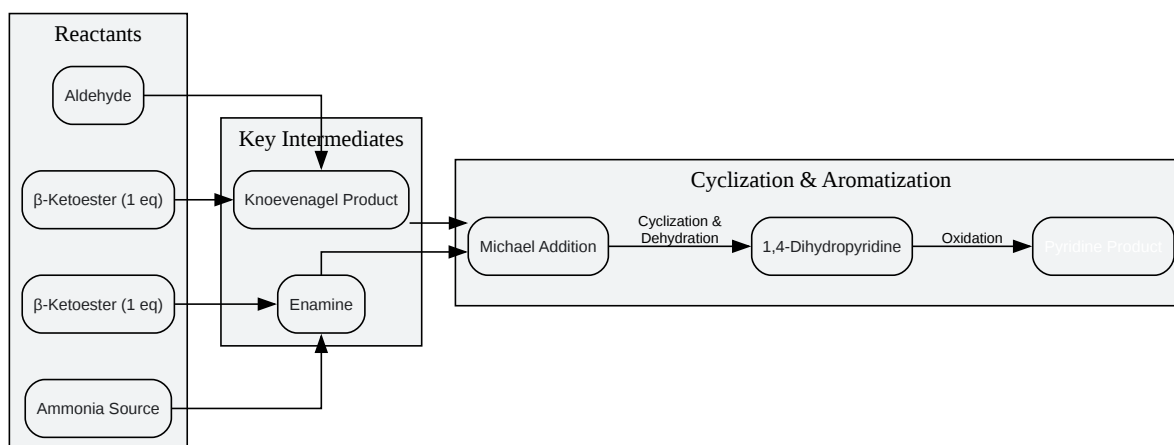 Reactants
Aldehyde
β-Ketoester (1 eq)
β-Ketoester (1 eq)
Ammonia Source
Key Intermediates
Knoevenagel Product
Enamine
Cyclization & Aromatization
Michael Addition
Cyclization &
Dehydration
1,4-Dihydropyridine
Oxidation
Pyridine Product